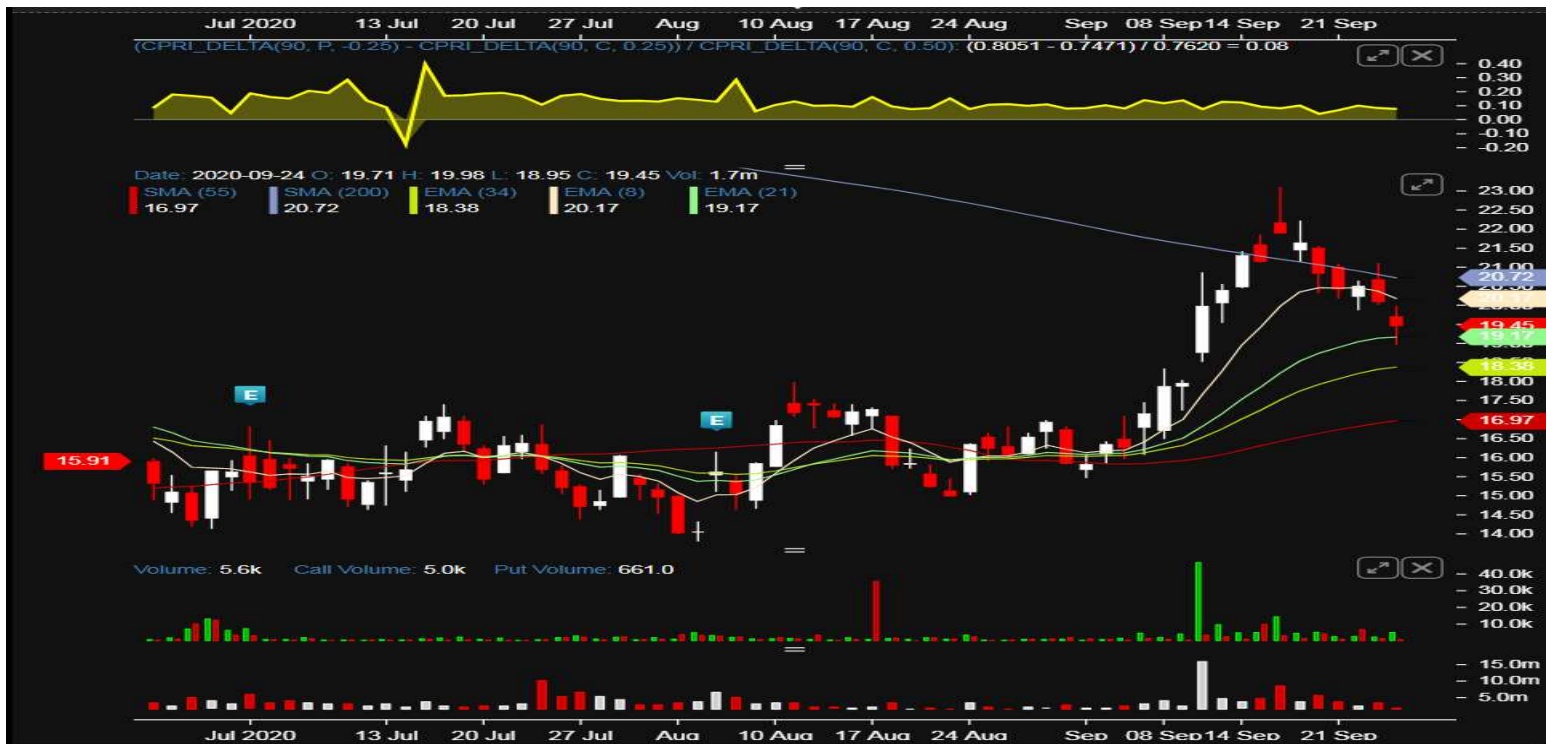 Jul 2020 13 Jul 20 Jul 27 Jul Aug 10 Aug 17 Aug 24 Aug Sep 08 Sep 14 Sep 21 Sep
(CPRI_DELTA(90, P, -0.25) - CPRI_DELTA(90, C, 0.25)) / CPRI_DELTA(90, C, 0.50): (0.8051 - 0.7471) / 0.7620 = 0.08
0.40
0.30
0.20
0.10
0.00
-0.10
-0.20
Date: 2020-09-24 O: 19.71 H: 19.98 L: 18.95 C: 19.45 Vol: 1.7m
SMA (55) SMA (200) EMA (34) EMA (8) EMA (21)
16.97 20.72 18.38 20.17 19.17
23.00
22.50
22.00
21.50
21.00
20.72
20.17
19.45
19.17
18.38
18.00
17.50
16.97
16.50
16.00
15.50
15.00
14.50
14.00
E
E
15.91
Volume: 5.6k Call Volume: 5.0k Put Volume: 661.0
40.0k
30.0k
20.0k
10.0k
15.0m
10.0m
5.0m
Jul 2020 13 Jul 20 Jul 27 Jul Aug 10 Aug 17 Aug 24 Aug Sep 08 Sep 14 Sep 21 Sep